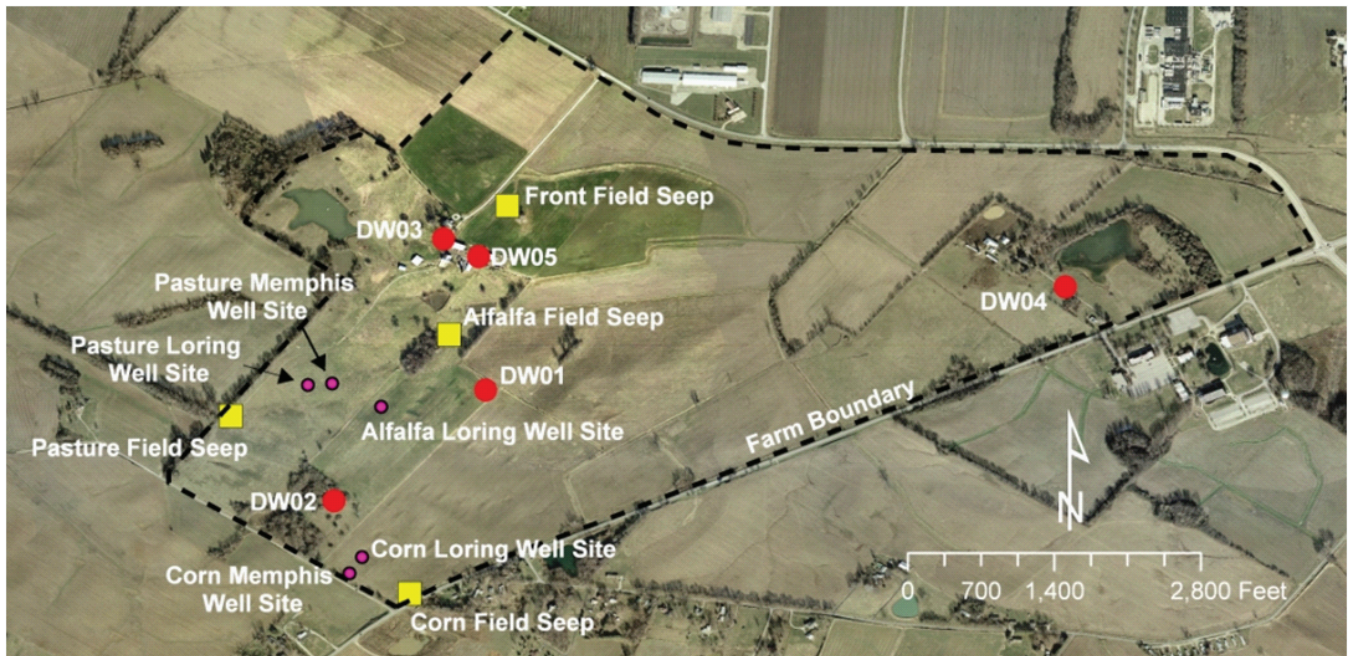 Front Field Seep
DW03
DW05
Pasture Memphis
Well Site
DW04
Alfalfa Field Seep
Pasture Loring
Well Site
DW01
Farm Boundary
Alfalfa Loring Well Site
Pasture Field Seep
DW02
N
Corn Loring Well Site
Corn Memphis
Well Site
0 700 1,400 2,800 Feet
Corn Field Seep